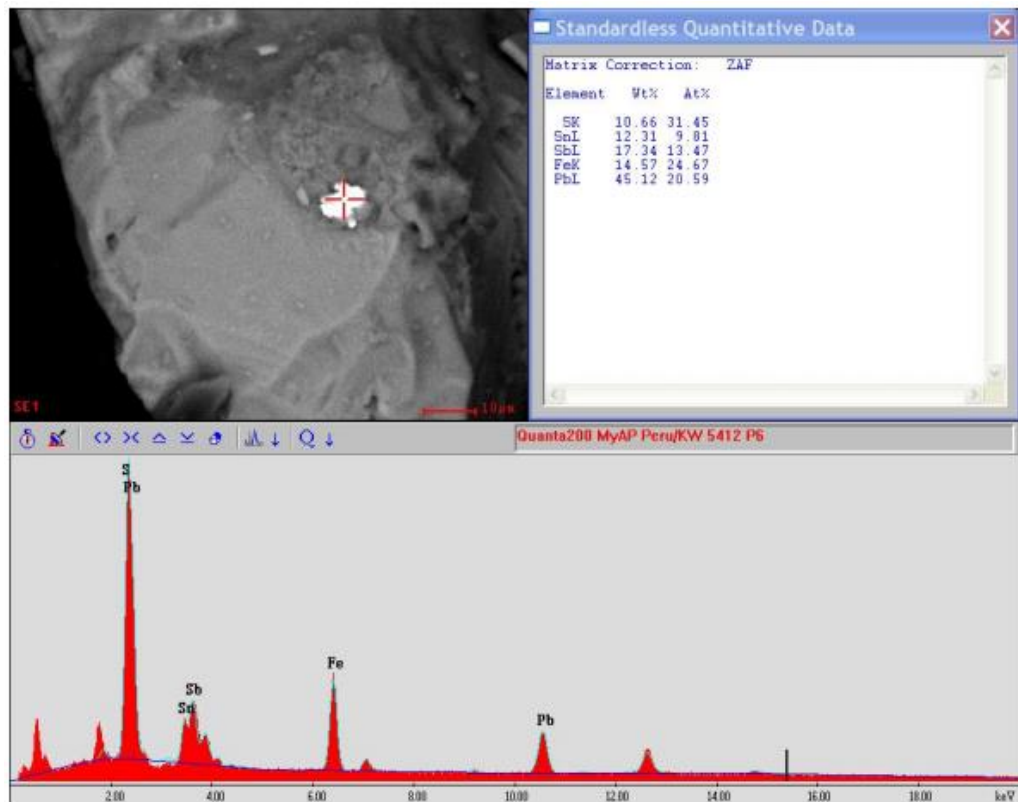 Standardless Quantitative Data
Matrix Correction: ZAF
Element Wt% At%
SK 10.66 31.45
SnL 12.31 9.81
SbL 17.34 13.47
FeK 14.57 24.67
PbL 45.12 20.59
SE1
10µm
Quanta200 MyAP Peru/KW 5412 P6
S
Pb
Sb
Sn
Fe
Pb
2.00 4.00 6.00 8.00 10.00 12.00 14.00 16.00 18.00 keV